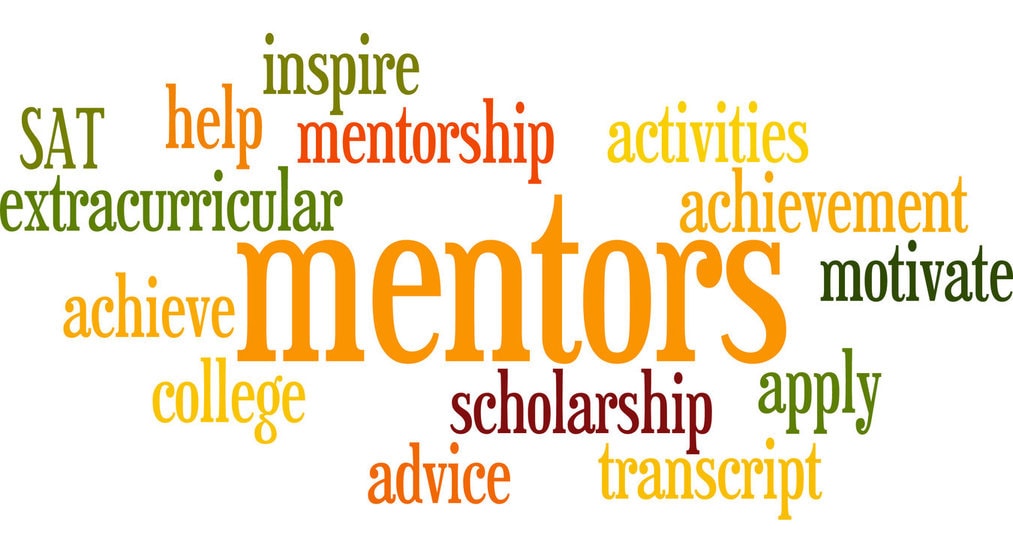 inspire
SAT
help
mentorship
activities
extracurricular
achievement
mentors
motivate
achieve
college
scholarship
apply
advice
transcript